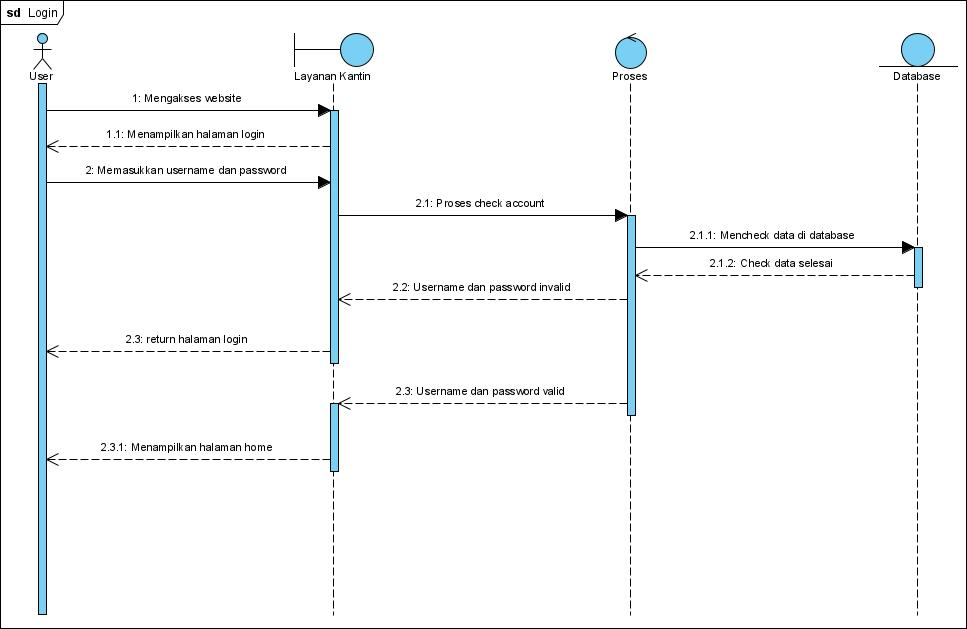 sd Login
User
Layanan Kantin
Proses
Database
1: Mengakses website
1.1: Menampilkan halaman login
2: Memasukkan username dan password
2.1: Proses check account
2.1.1: Mencheck data di database
2.1.2: Check data selesai
2.2: Username dan password invalid
2.3: return halaman login
2.3: Username dan password valid
2.3.1: Menampilkan halaman home